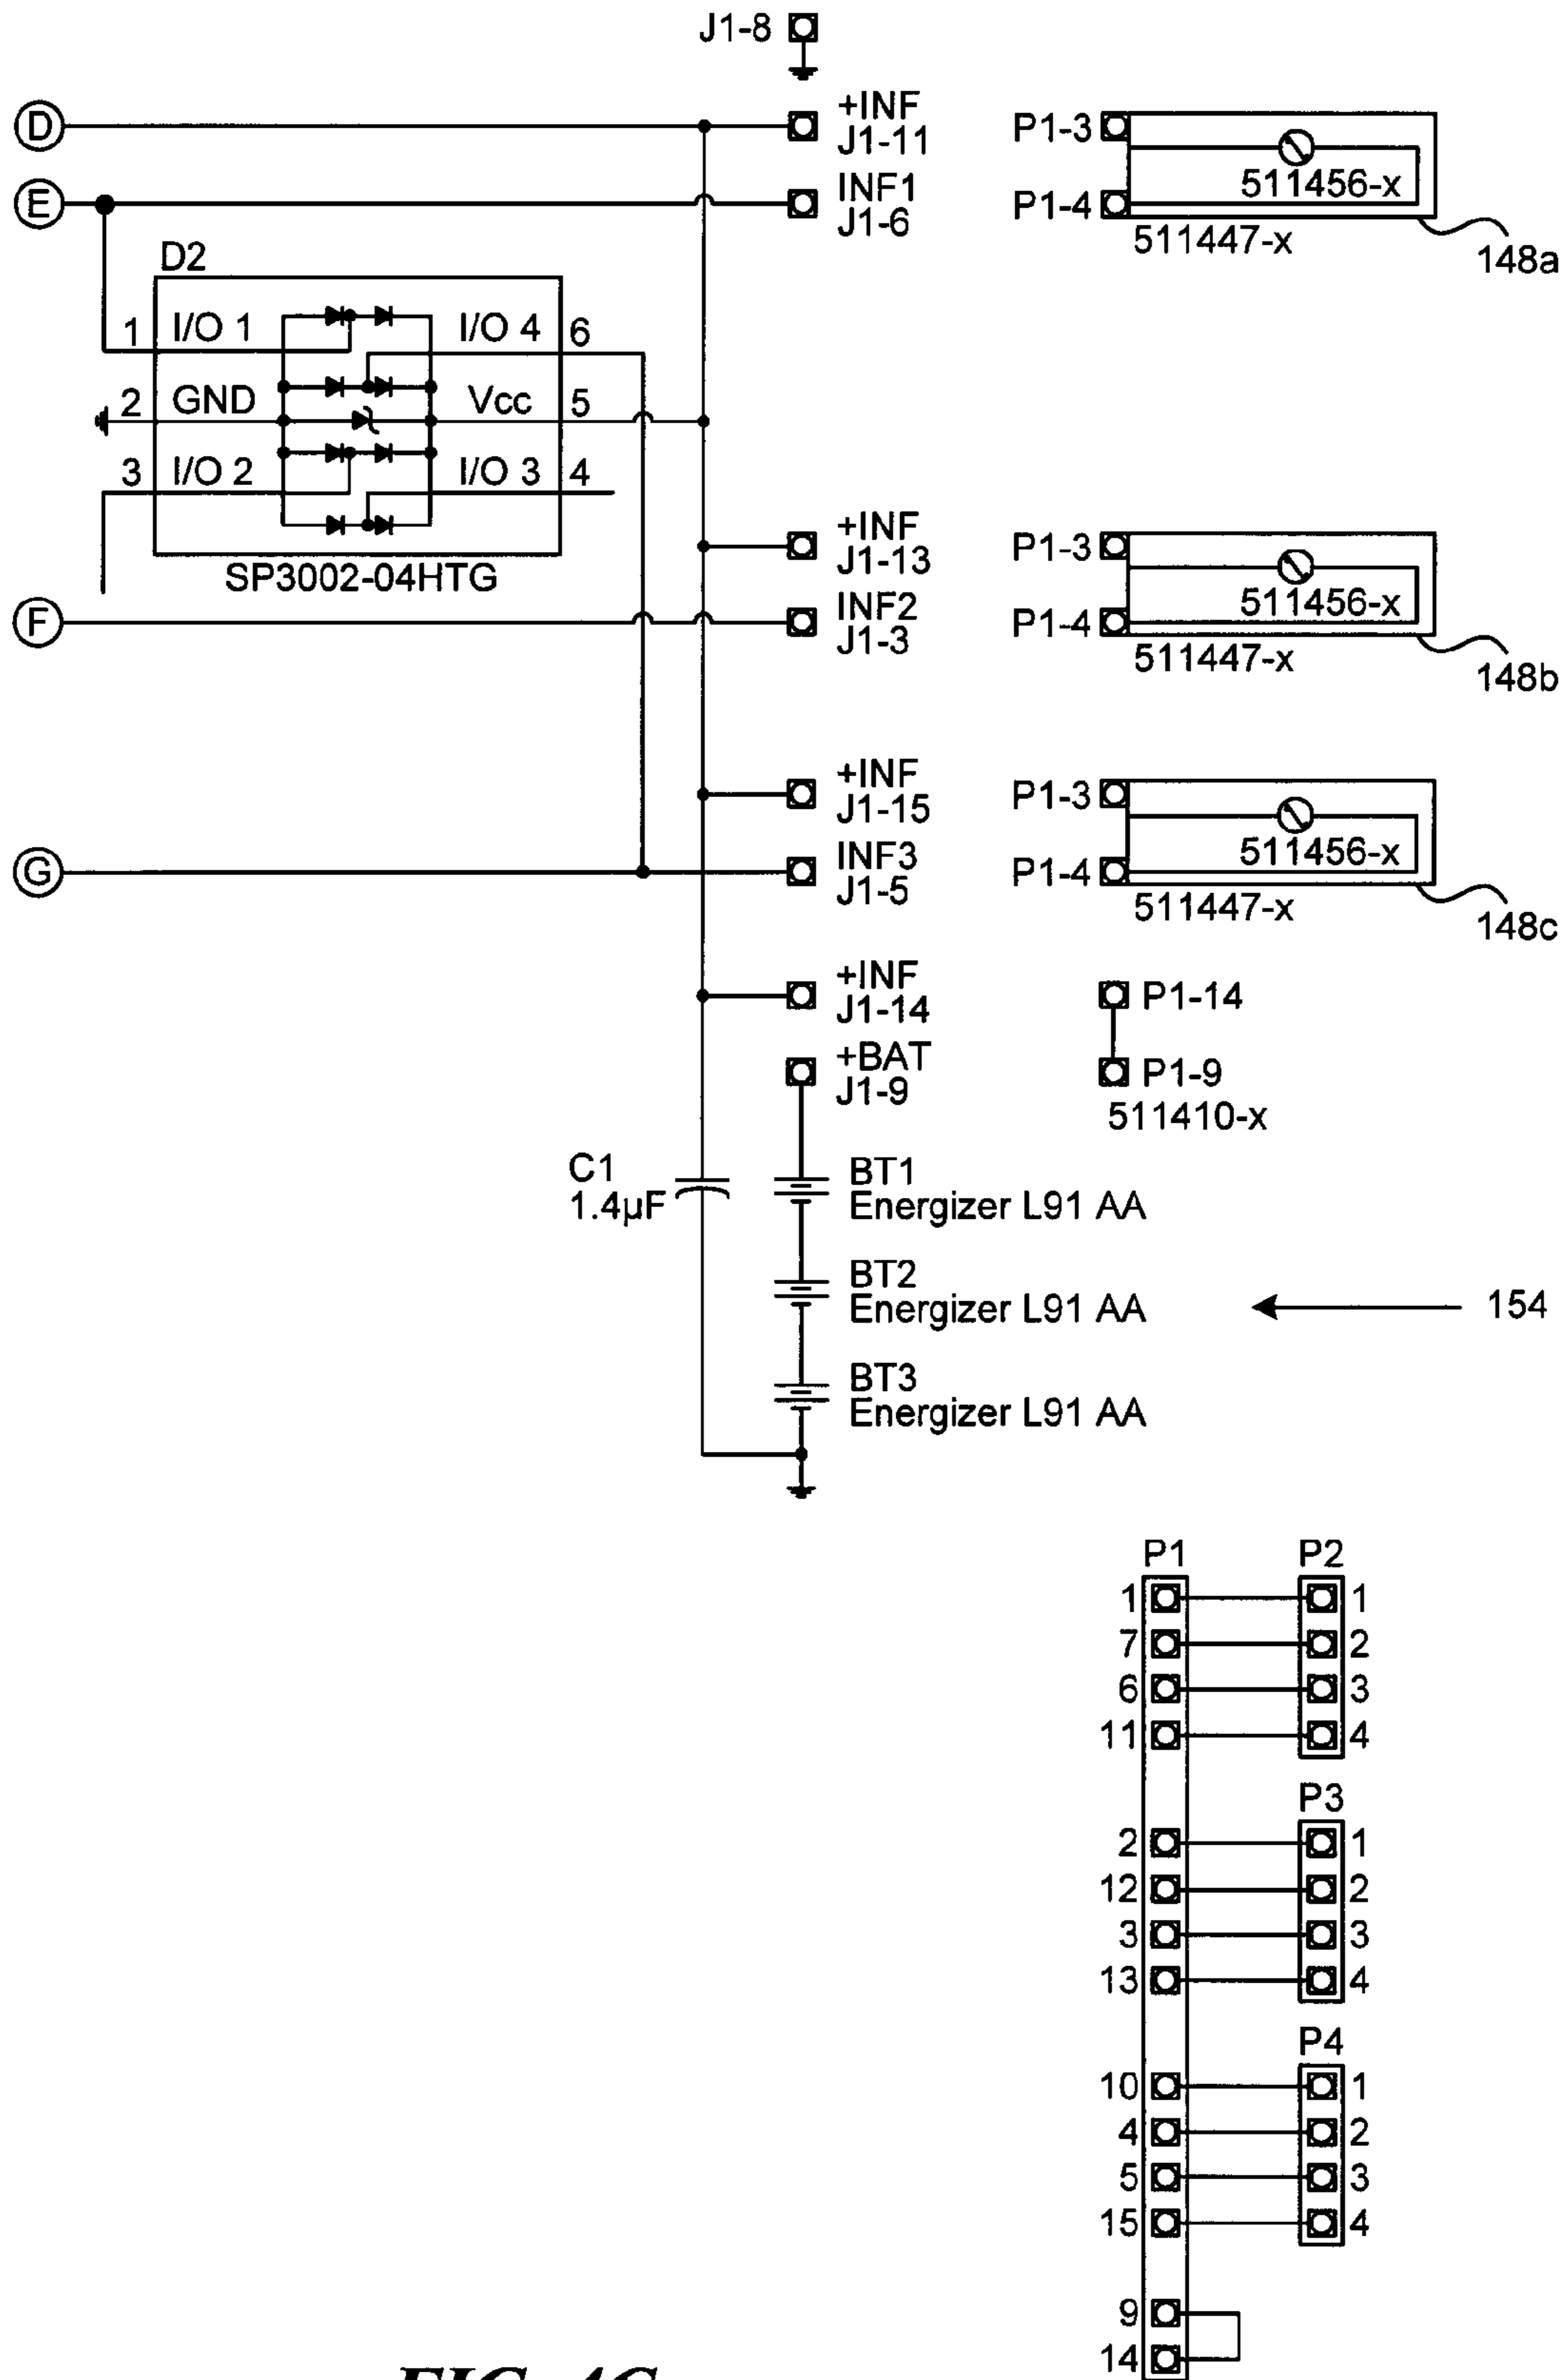 J1-8
D
+INF
J1-11
P1-3
511456-x
E
INF1
J1-6
P1-4
511447-x
148a
D2
1 I/O 1 I/O 4 6
2 GND Vcc 5
3 I/O 2 I/O 3 4
SP3002-04HTG
+INF
J1-13
P1-3
511456-x
F
INF2
J1-3
P1-4
511447-x
148b
+INF
J1-15
P1-3
511456-x
G
INF3
J1-5
P1-4
511447-x
148c
+INF
J1-14
P1-14
+BAT
J1-9
P1-9
511410-x
C1
1.4µF
BT1
Energizer L91 AA
BT2
Energizer L91 AA
154
BT3
Energizer L91 AA
P1 P2
1 1
7 2
6 3
11 4
P3
2 1
12 2
3 3
13 4
P4
10 1
4 2
5 3
15 4
9
14
FIG. 4C